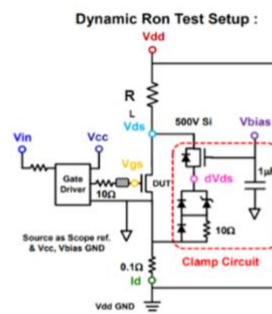 Dynamic Ron Test Setup :
Vdd
R
L
500V Si
Vin
Vcc
Vds
Vbias
Vgs
Gate
Driver
DUT
dVds
1μ
10Ω
10Ω
Source as Scope ref.
& Vcc, Vbias GND
0.1Ω
Id
Clamp Circuit
Vdd GND